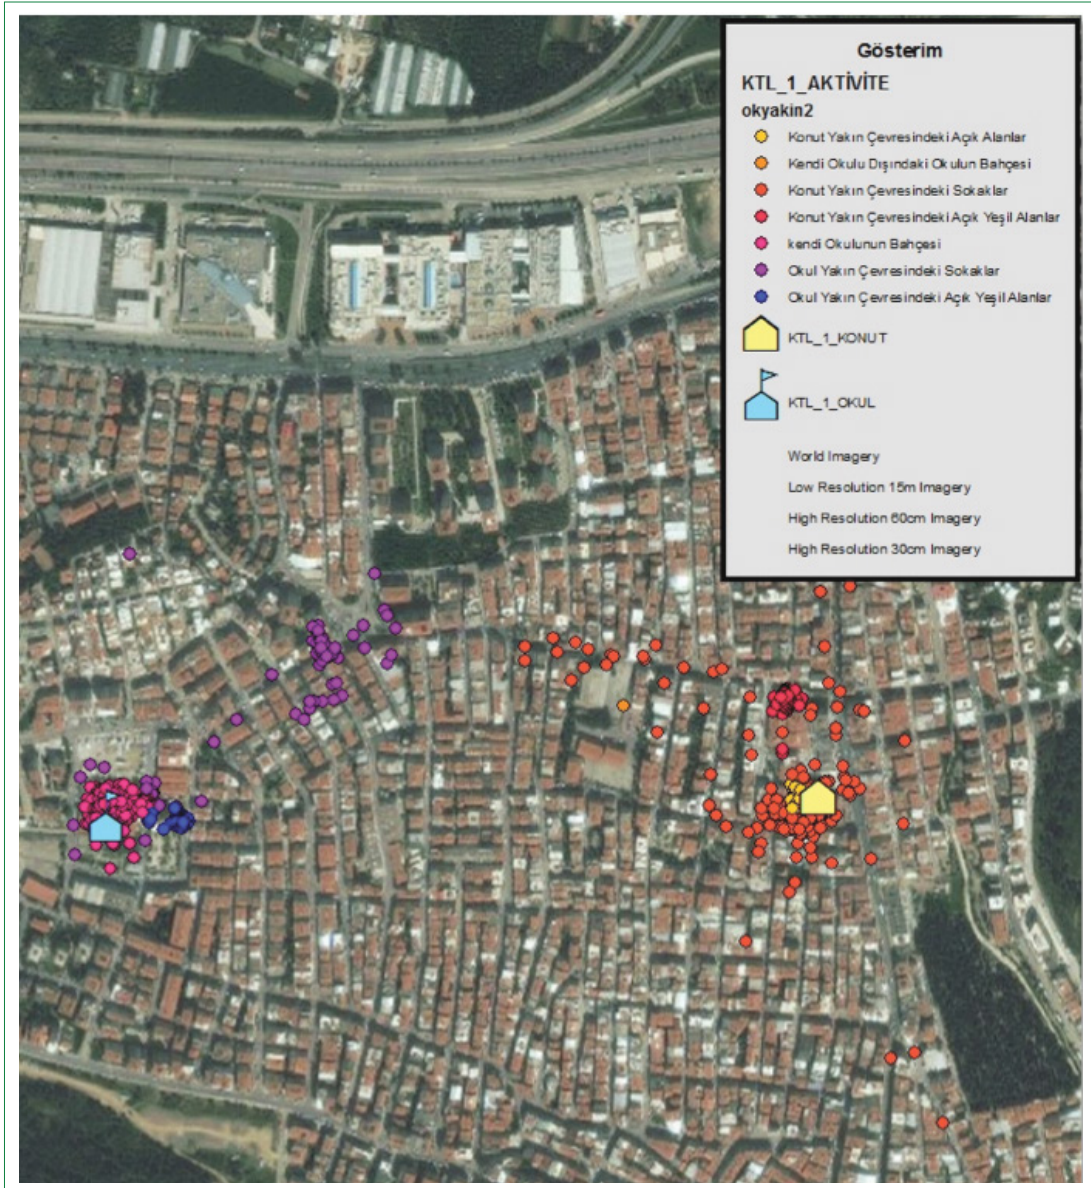 Gösterim
KTL_1_AKTİVİTE
okyakin2
Konut Yakın Çevresindeki Açık Alanlar
Kendi Okulu Dışındaki Okulun Bahçesi
Konut Yakın Çevresindeki Sokaklar
Konut Yakın Çevresindeki Açık Yeşil Alanlar
kendi Okulunun Bahçesi
Okul Yakın Çevresindeki Sokaklar
Okul Yakın Çevresindeki Açık Yeşil Alanlar
KTL_1_KONUT
KTL_1_OKUL
World Imagery
Low Resolution 15m Imagery
High Resolution 60cm Imagery
High Resolution 30cm Imagery